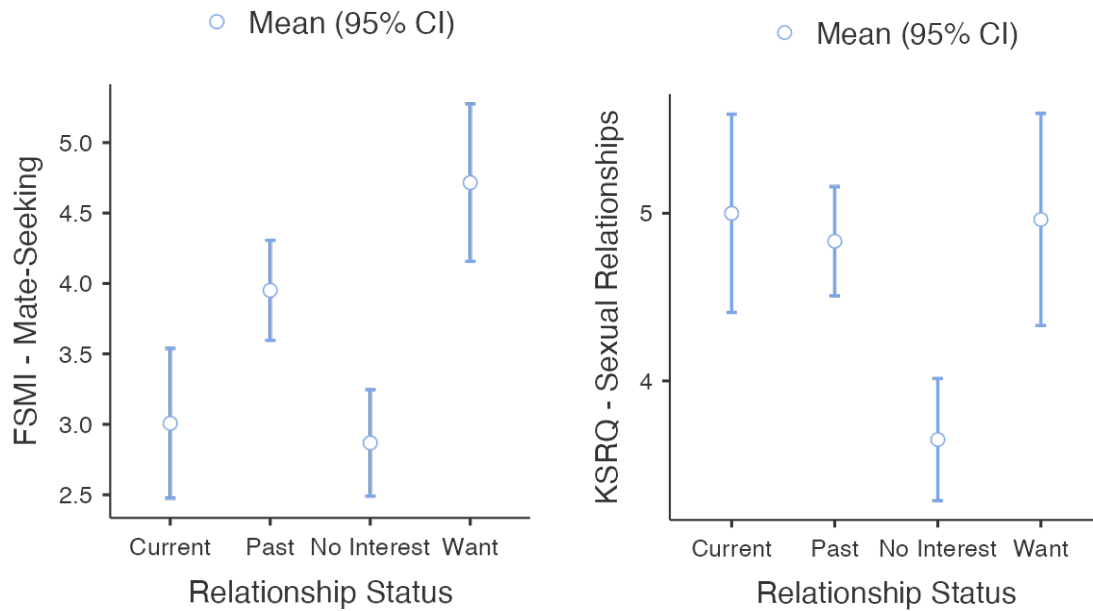 Mean (95% CI)
FSMI - Mate-Seeking
5.0
4.5
4.0
3.5
3.0
2.5
Current Past No Interest Want
Relationship Status
Mean (95% CI)
KSRQ - Sexual Relationships
5
4
Current Past No Interest Want
Relationship Status